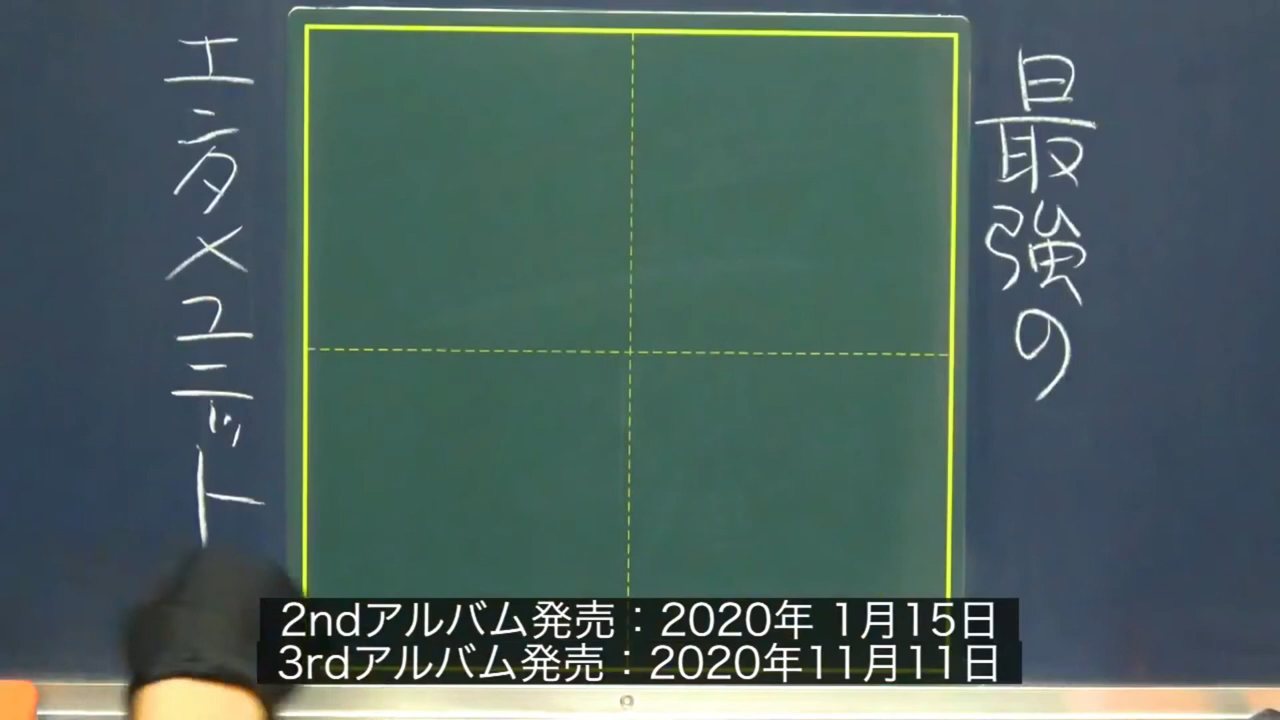 最強の
エンタメユニット
2ndアルバム発売：2020年 1月15日
3rdアルバム発売：2020年11月11日